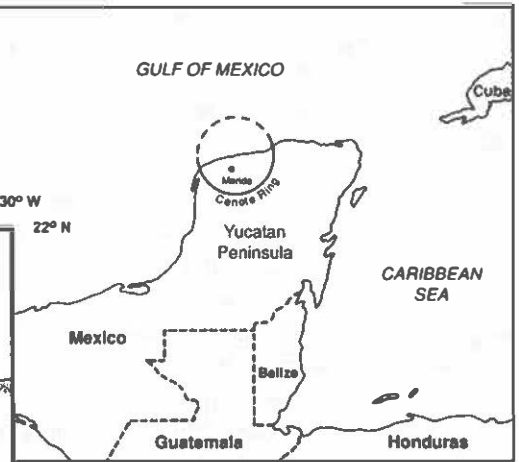 GULF OF MEXICO
Cuba
Merida
Cenote Ring
30° W
22° N
Yucatan
Peninsula
CARIBBEAN
SEA
Mexico
Belize
Guatemala
Honduras